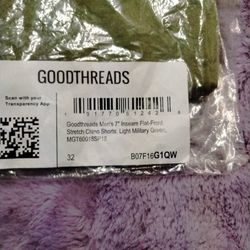 GOODTHREADS
Scan with your
Transparency App
Goodthreads Men's 7" Inseam Flat-Front
Stretch Chino Shorts, Light Military Green,
32
B07F16G1QW